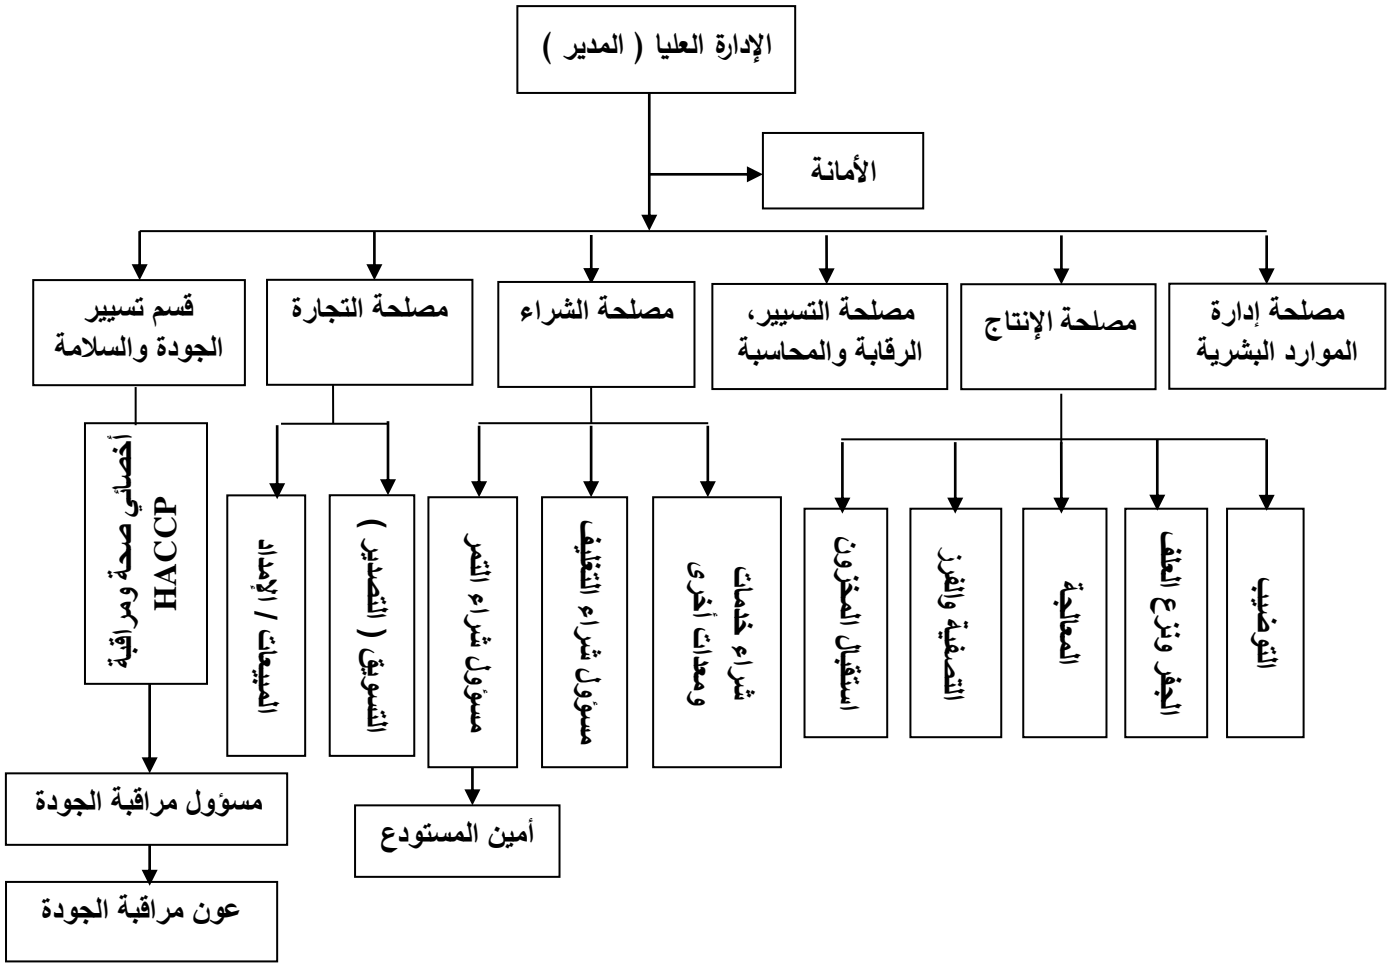 الإدارة العليا ( المدير )
الأمانة
مصلحة إدارة
الموارد البشرية
مصلحة الإنتاج
مصلحة التسيير،
الرقابة والمحاسبة
مصلحة الشراء
مصلحة التجارة
قسم تسيير
الجودة والسلامة
التوضيب
الجفر ونزع العلف
المعالجة
التصفية والفرز
استقبال المخزون
شراء خدمات
ومعدات أخرى
مسؤول شراء التغليف
مسؤول شراء التمر
التسويق ( التصدير )
المبيعات / الإمداد
أخصائي صحة ومراقبة
HACCP
أمين المستودع
مسؤول مراقبة الجودة
عون مراقبة الجودة